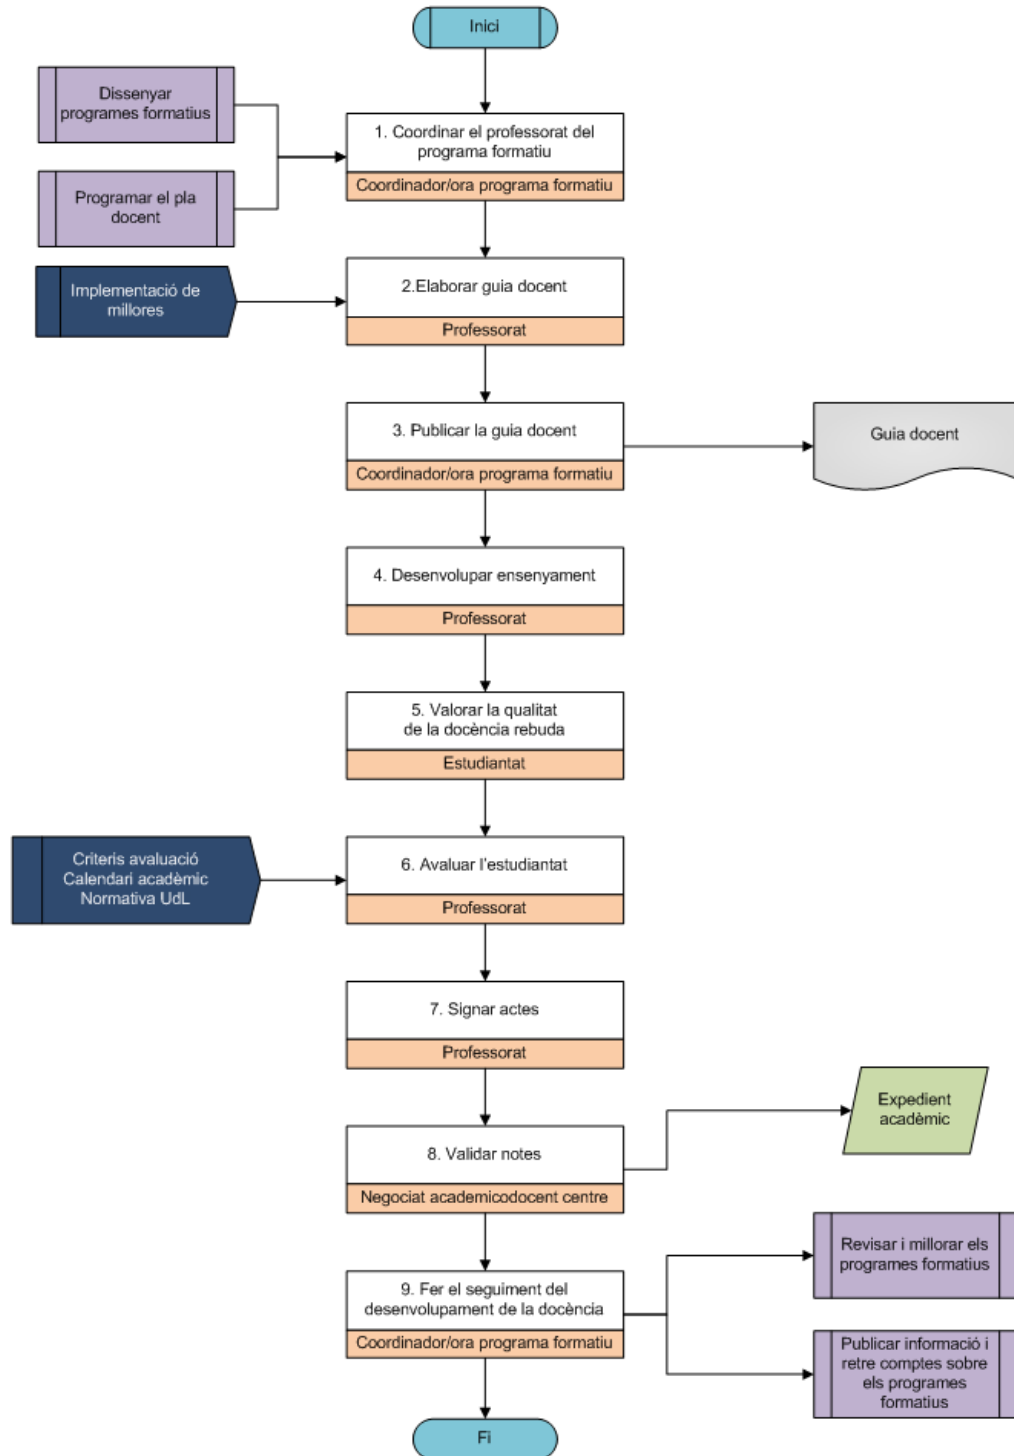 Inici
Dissenyar
programes formatius
1. Coordinar el professorat del
programa formatiu
Coordinador/ora programa formatiu
Programar el pla
docent
Implementació de
millores
2.Elaborar guia docent
Professorat
3. Publicar la guia docent
Coordinador/ora programa formatiu
Guia docent
4. Desenvolupar ensenyament
Professorat
5. Valorar la qualitat
de la docència rebuda
Estudiantat
Criteris avaluació
Calendari acadèmic
Normativa UdL
6. Avaluar l'estudiantat
Professorat
7. Signar actes
Professorat
8. Validar notes
Negociat academicodocent centre
Expedient
acadèmic
9. Fer el seguiment del
desenvolupament de la docència
Coordinador/ora programa formatiu
Revisar i millorar els
programes formatius
Publicar informació i
retre comptes sobre
els programes
formatius
Fi